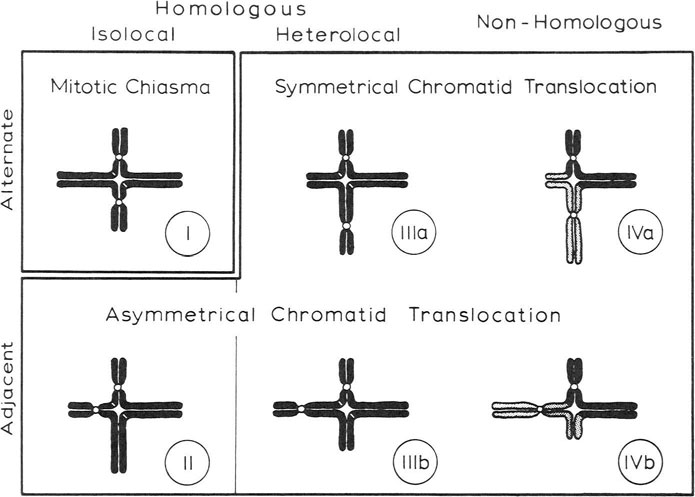 Homologous
Isolocal Heterolocal Non-Homologous
Alternate
Mitotic Chiasma
Symmetrical Chromatid Translocation
I
IIIa
IVa
Adjacent
Asymmetrical Chromatid Translocation
II
IIIb
IVb